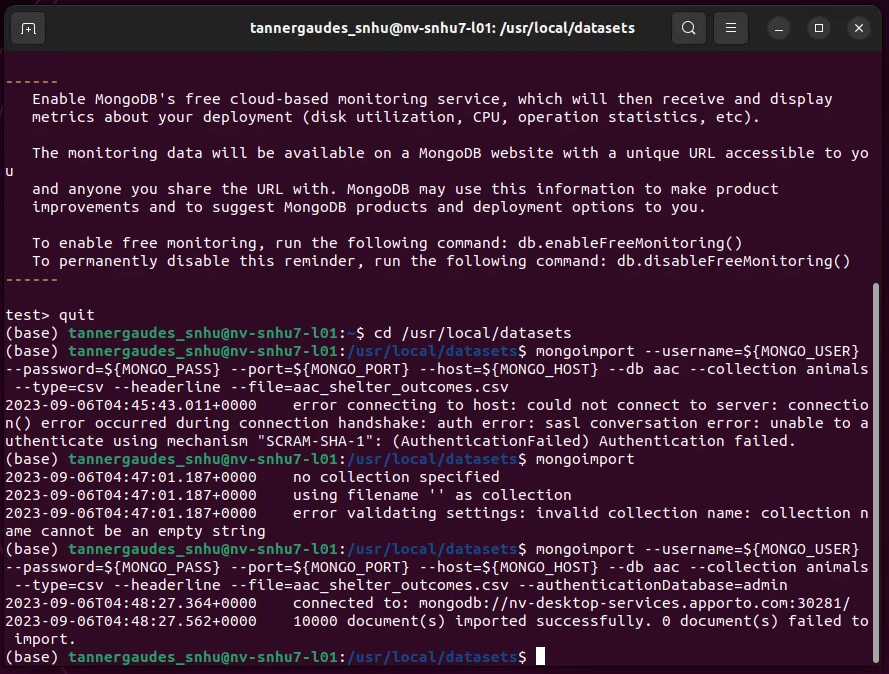 tannergaudes_snhu@nv-snhu7-l01: /usr/local/datasets
------
Enable MongoDB's free cloud-based monitoring service, which will then receive and display
metrics about your deployment (disk utilization, CPU, operation statistics, etc).
The monitoring data will be available on a MongoDB website with a unique URL accessible to yo
u
and anyone you share the URL with. MongoDB may use this information to make product
improvements and to suggest MongoDB products and deployment options to you.
To enable free monitoring, run the following command: db.enableFreeMonitoring()
To permanently disable this reminder, run the following command: db.disableFreeMonitoring()
------
test> quit
(base) tannergaudes_snhu@nv-snhu7-l01:~$ cd /usr/local/datasets
(base) tannergaudes_snhu@nv-snhu7-l01:/usr/local/datasets$ mongoimport --username=${MONGO_USER}
--password=${MONGO_PASS} --port=${MONGO_PORT} --host=${MONGO_HOST} --db aac --collection animals
--type=csv --headerline --file=aac_shelter_outcomes.csv
2023-09-06T04:45:43.011+0000 error connecting to host: could not connect to server: connectio
n() error occurred during connection handshake: auth error: sasl conversation error: unable to a
uthenticate using mechanism "SCRAM-SHA-1": (AuthenticationFailed) Authentication failed.
(base) tannergaudes_snhu@nv-snhu7-l01:/usr/local/datasets$ mongoimport
2023-09-06T04:47:01.187+0000 no collection specified
2023-09-06T04:47:01.187+0000 using filename '' as collection
2023-09-06T04:47:01.187+0000 error validating settings: invalid collection name: collection n
ame cannot be an empty string
(base) tannergaudes_snhu@nv-snhu7-l01:/usr/local/datasets$ mongoimport --username=${MONGO_USER}
--password=${MONGO_PASS} --port=${MONGO_PORT} --host=${MONGO_HOST} --db aac --collection animals
--type=csv --headerline --file=aac_shelter_outcomes.csv --authenticationDatabase=admin
2023-09-06T04:48:27.364+0000 connected to: mongodb://nv-desktop-services.apporto.com:30281/
2023-09-06T04:48:27.562+0000 10000 document(s) imported successfully. 0 document(s) failed to
import.
(base) tannergaudes_snhu@nv-snhu7-l01:/usr/local/datasets$